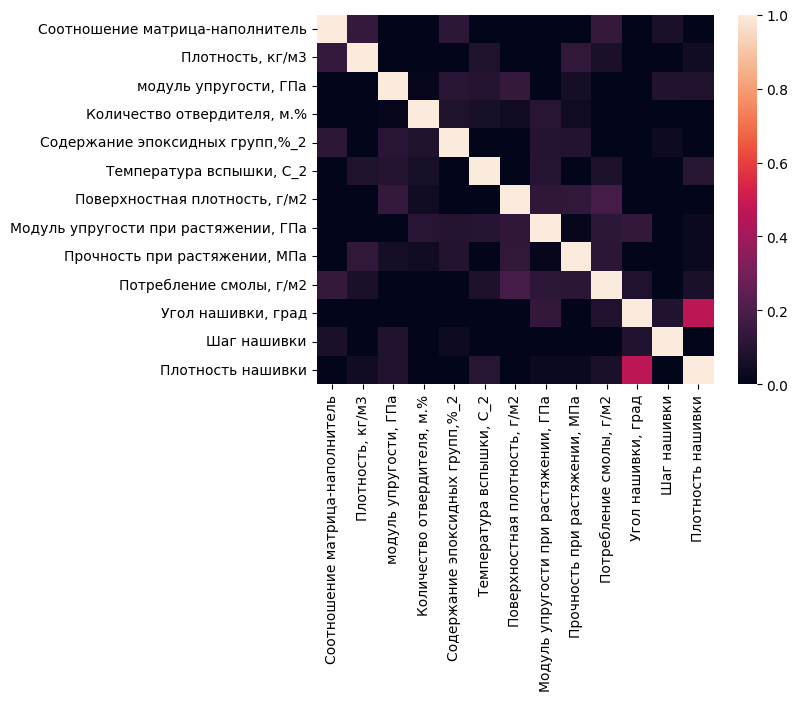 Соотношение матрица-наполнитель
Плотность, кг/м3
модуль упругости, ГПа
Количество отвердителя, м.%
Содержание эпоксидных групп,%_2
Температура вспышки, С_2
Поверхностная плотность, г/м2
Модуль упругости при растяжении, ГПа
Прочность при растяжении, МПа
Потребление смолы, г/м2
Угол нашивки, град
Шаг нашивки
Плотность нашивки
1.0
0.8
0.6
0.4
0.2
0.0
Соотношение матрица-наполнитель
Плотность, кг/м3
модуль упругости, ГПа
Количество отвердителя, м.%
Содержание эпоксидных групп,%_2
Температура вспышки, С_2
Поверхностная плотность, г/м2
Модуль упругости при растяжении, ГПа
Прочность при растяжении, МПа
Потребление смолы, г/м2
Угол нашивки, град
Шаг нашивки
Плотность нашивки